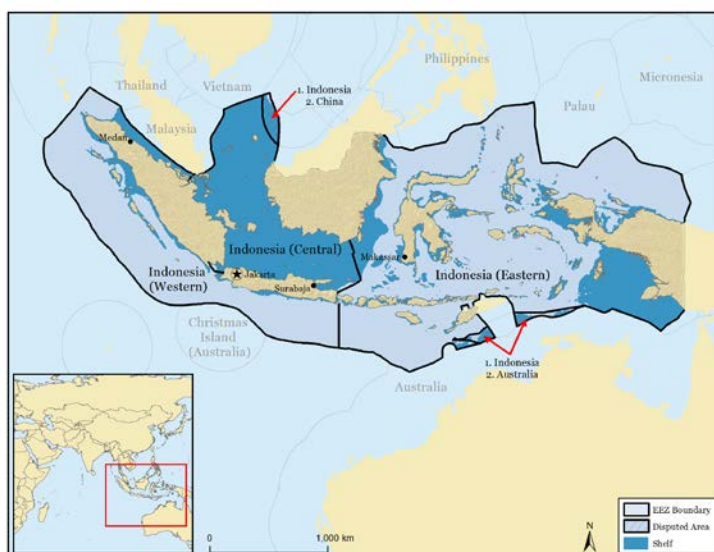 Philippines
Thailand
Vietnam
1. Indonesia
2. China
Micronesia
Palau
Medan
Malaysia
Indonesia (Central)
Makassar
Indonesia (Eastern)
Indonesia
(Western)
Jakarta
Surabaja
Christmas
Island
(Australia)
1. Indonesia
2. Australia
Australia
EEZ Boundary
Disputed Area
Shelf
N
0
1,000 km